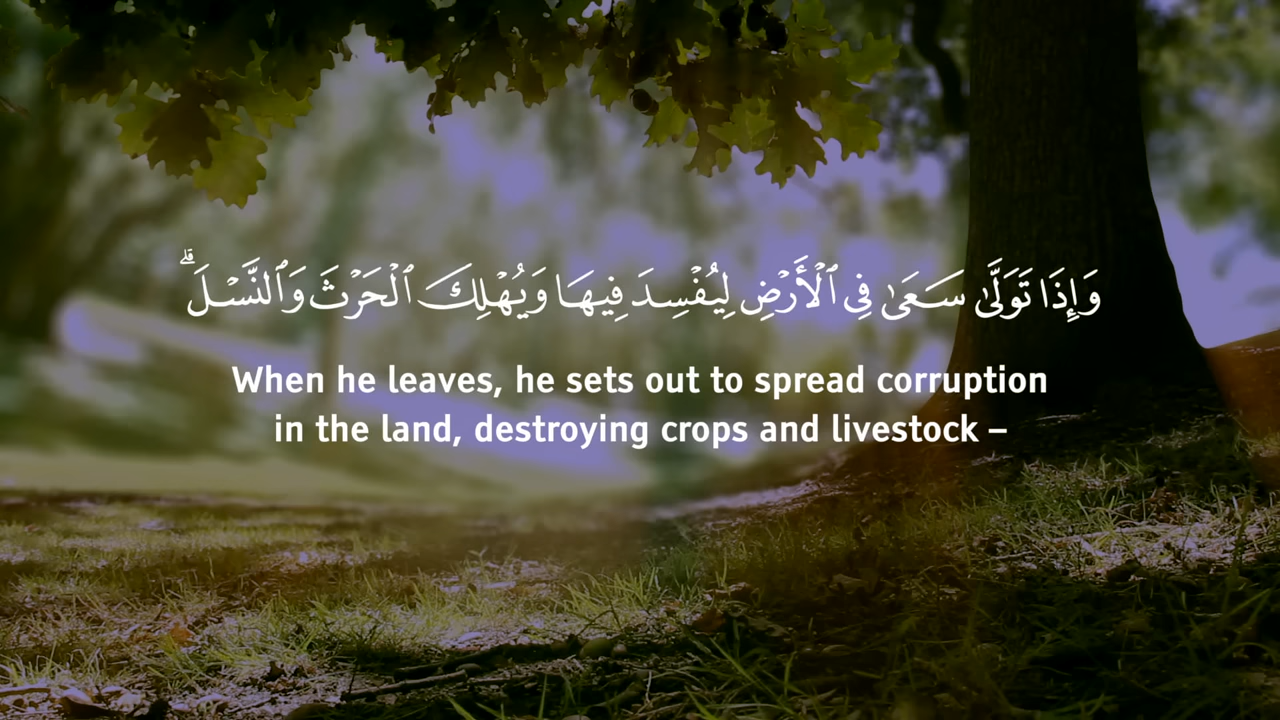 وَإِذَا تَوَلَّىٰ سَعَىٰ فِى ٱلْأَرْضِ لِيُفْسِدَ فِيهَا وَيُهْلِكَ ٱلْحَرْثَ وَٱلنَّسْلَ ۗ
When he leaves, he sets out to spread corruption
in the land, destroying crops and livestock –